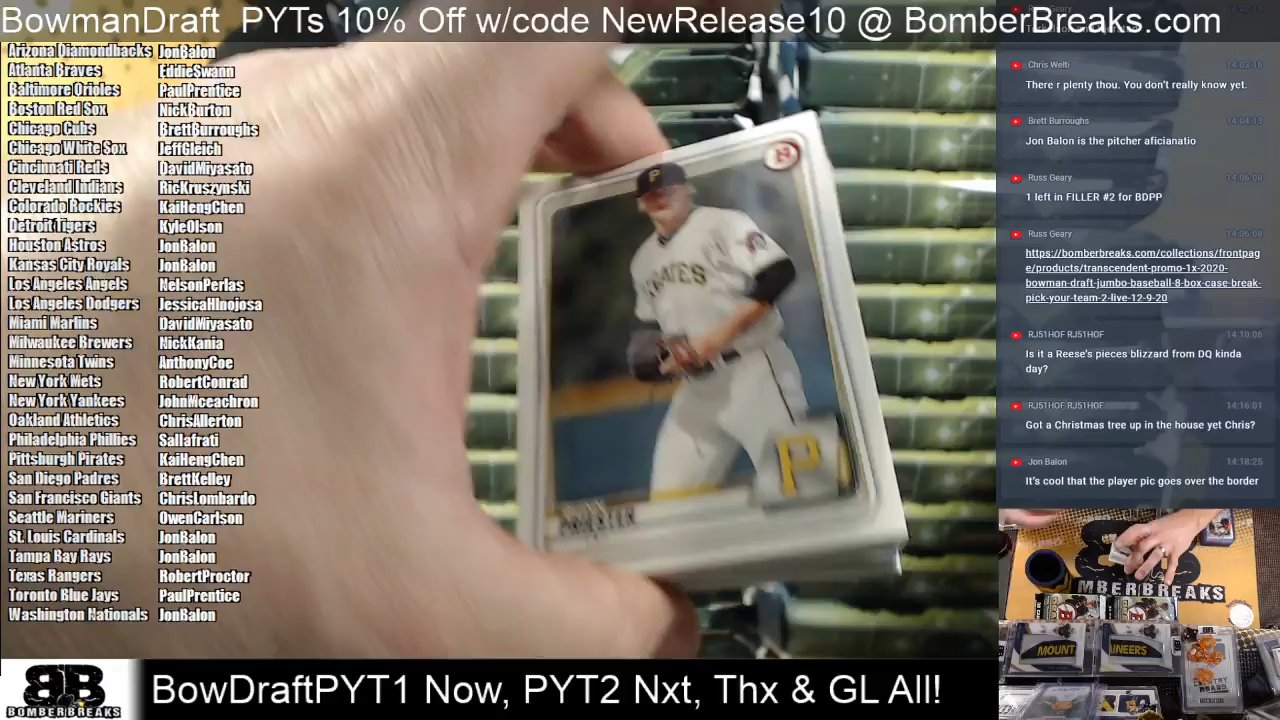 BowmanDraft PYTs 10% Off w/code NewRelease10 @ BomberBreaks.com
Arizona Diamondbacks JonBalon
Atlanta Braves EddieSwann
Baltimore Orioles PaulPrentice
Boston Red Sox NickBurton
Chicago Cubs BrettBurroughs
Chicago White Sox JeffGleich
Cincinnati Reds DavidMiyasato
Cleveland Indians RicKruszynski
Colorado Rockies KaiHengChen
Detroit Tigers KyleOlson
Houston Astros JonBalon
Kansas City Royals JonBalon
Los Angeles Angels NelsonPerlas
Los Angeles Dodgers JessicaHInojosa
Miami Marlins DavidMiyasato
Milwaukee Brewers NickKania
Minnesota Twins AnthonyCoe
New York Mets RobertConrad
New York Yankees JohnMceachron
Oakland Athletics ChrisAllerton
Philadelphia Phillies Sallafrati
Pittsburgh Pirates KaiHengChen
San Diego Padres BrettKelley
San Francisco Giants ChrisLombardo
Seattle Mariners OwenCarlson
St. Louis Cardinals JonBalon
Tampa Bay Rays JonBalon
Texas Rangers RobertProctor
Toronto Blue Jays PaulPrentice
Washington Nationals JonBalon
P
PIRATES
P
PRIESTER
Chris Welti 14:03:16
There r plenty thou. You don't really know yet.
Brett Burroughs 14:04:13
Jon Balon is the pitcher aficianatio
Russ Geary 14:06:08
1 left in FILLER #2 for BDPP
Russ Geary 14:06:08
https://bomberbreaks.com/collections/frontpag
e/products/transcendent-promo-1x-2020-
bowman-draft-jumbo-baseball-8-box-case-break-
pick-your-team-2-live-12-9-20
RJ51HOF RJ51HOF 14:10:06
Is it a Reese's pieces blizzard from DQ kinda
day?
RJ51HOF RJ51HOF 14:16:01
Got a Christmas tree up in the house yet Chris?
Jon Balon 14:18:25
It's cool that the player pic goes over the border
MBERBREAKS
MOUNT
AINEERS
BB
BOMBERBREAKS
BowDraftPYT1 Now, PYT2 Nxt, Thx & GL All!